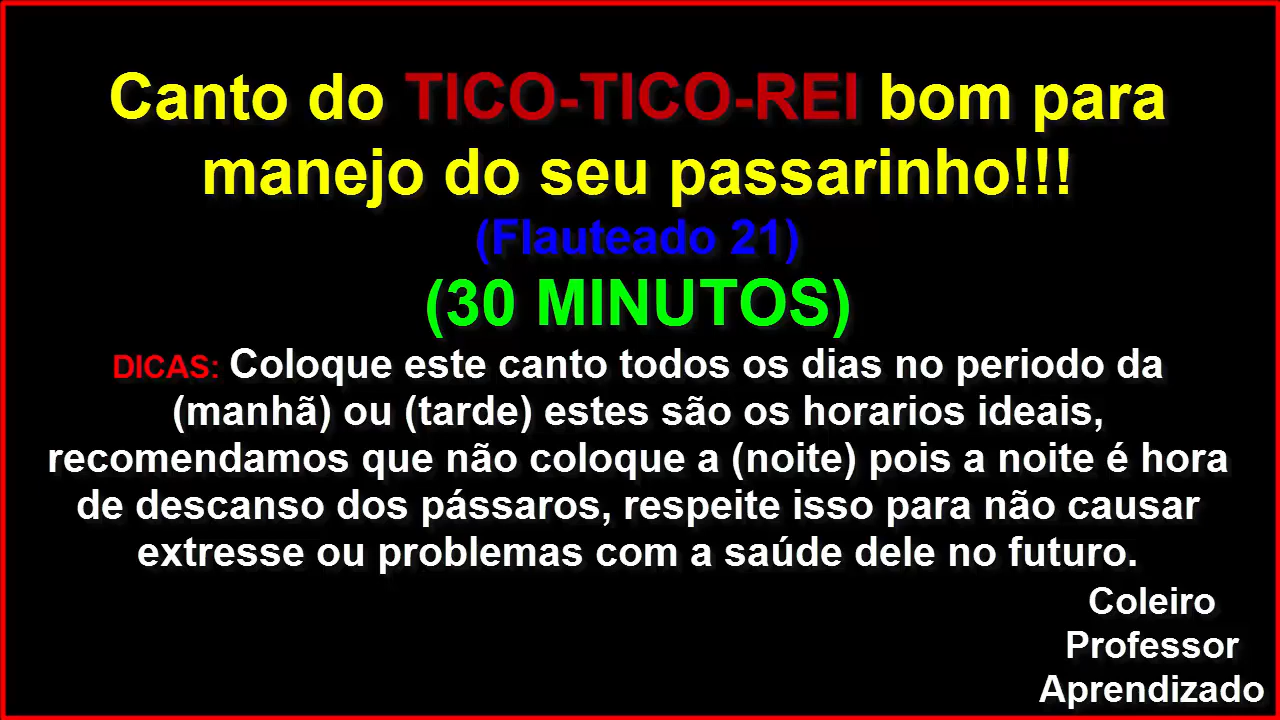 Canto do TICO-TICO-REI bom para
manejo do seu passarinho!!!
(Flauteado 21)
(30 MINUTOS)
DICAS: Coloque este canto todos os dias no periodo da
(manhã) ou (tarde) estes são os horarios ideais,
recomendamos que não coloque a (noite) pois a noite é hora
de descanso dos pássaros, respeite isso para não causar
extresse ou problemas com a saúde dele no futuro.
Coleiro
Professor
Aprendizado